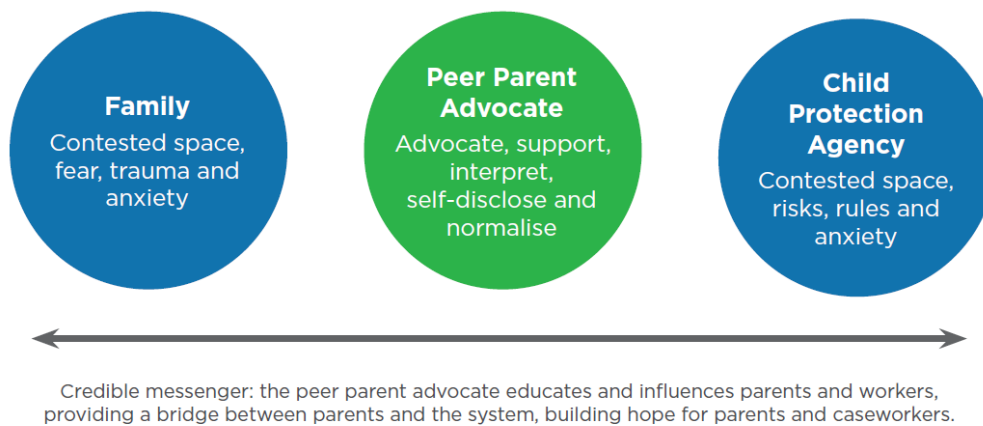 Family
Contested space,
fear, trauma and
anxiety
Peer Parent
Advocate
Advocate, support,
interpret,
self-disclose and
normalise
Child
Protection
Agency
Contested space,
risks, rules and
anxiety
Credible messenger: the peer parent advocate educates and influences parents and workers,
providing a bridge between parents and the system, building hope for parents and caseworkers.